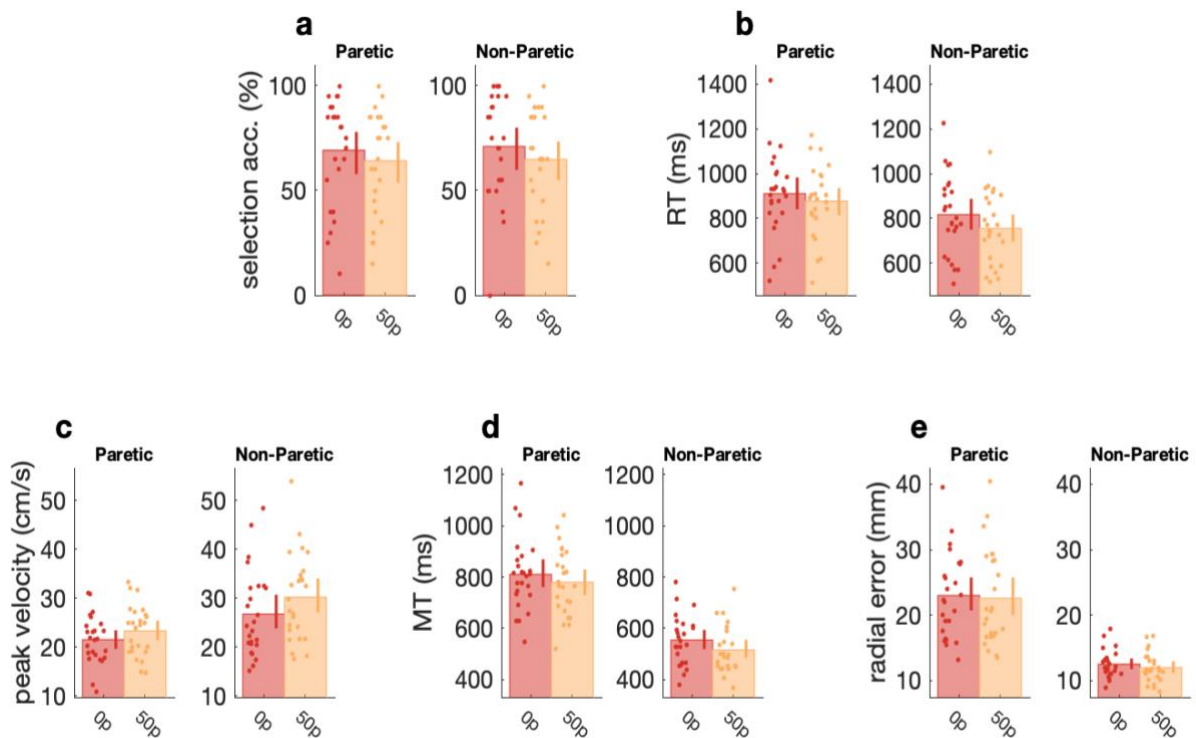 a
Paretic
Non-Paretic
selection acc. (%)
100
50
0
0p
50p
100
50
0
0p
50p
b
Paretic
Non-Paretic
RT (ms)
1400
1200
1000
800
600
0p
50p
1400
1200
1000
800
600
0p
50p
c
Paretic
Non-Paretic
peak velocity (cm/s)
50
40
30
20
10
0p
50p
50
40
30
20
10
0p
50p
d
Paretic
Non-Paretic
MT (ms)
1200
1000
800
600
400
0p
50p
1200
1000
800
600
400
0p
50p
e
Paretic
Non-Paretic
radial error (mm)
40
30
20
10
0p
50p
40
30
20
10
0p
50p